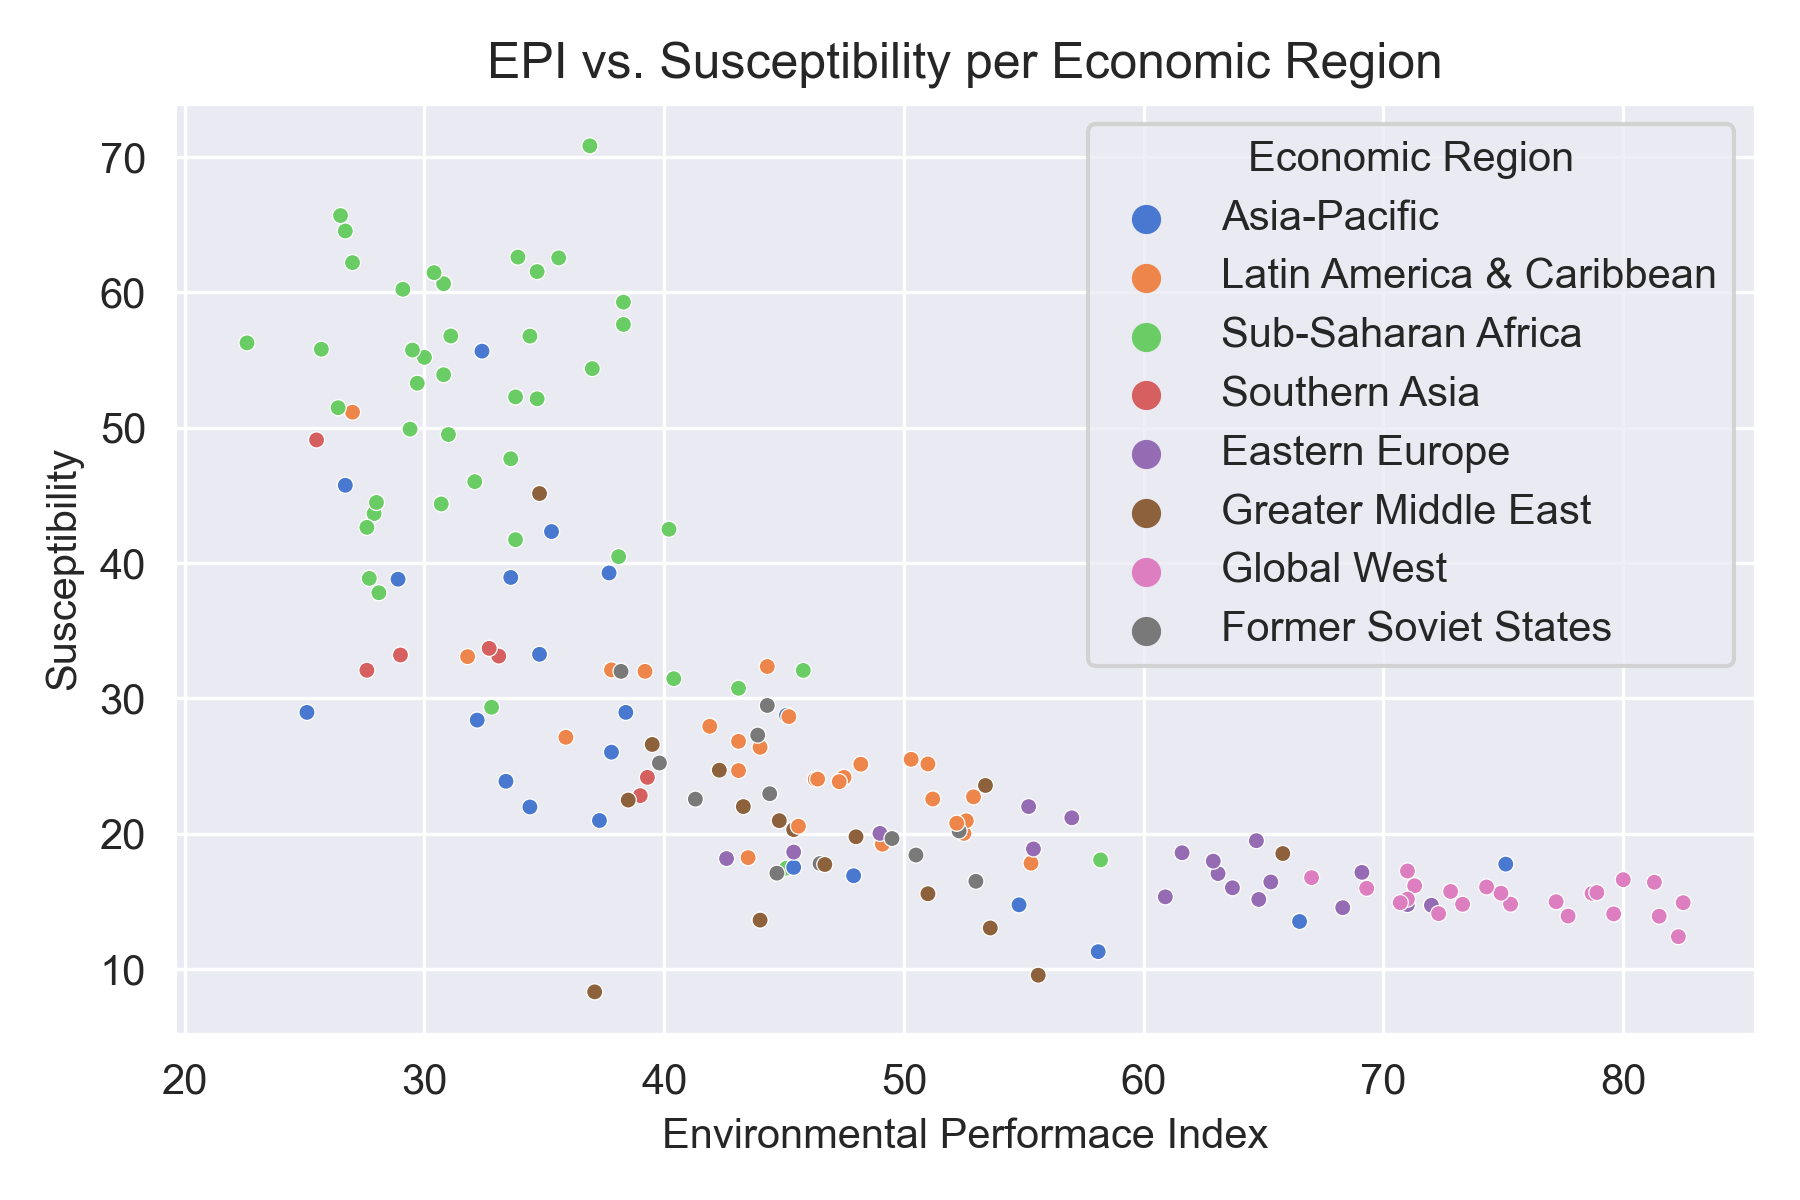 EPI vs. Susceptibility per Economic Region
Economic Region
Asia-Pacific
Latin America & Caribbean
Sub-Saharan Africa
Southern Asia
Eastern Europe
Greater Middle East
Global West
Former Soviet States
Susceptibility
70
60
50
40
30
20
10
20 30 40 50 60 70 80
Environmental Performace Index